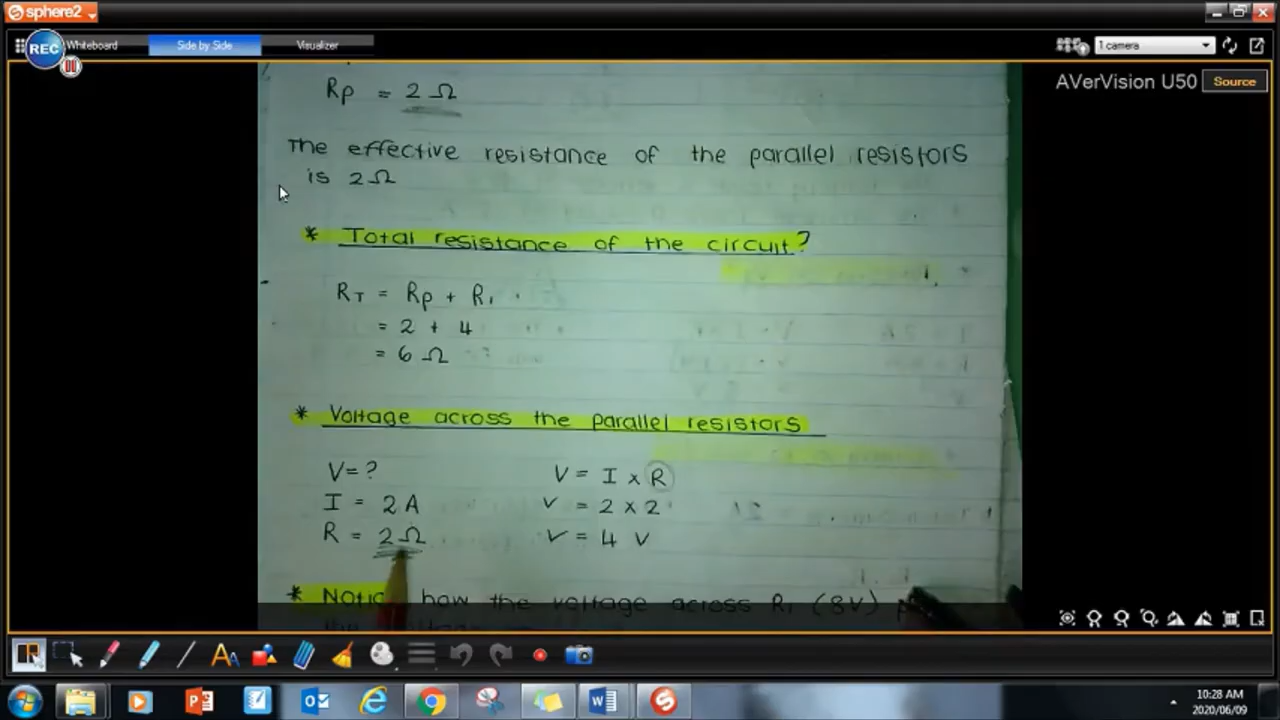 sphere2
REC
Whiteboard
Side by Side
Visualizer
1 camera
AVerVision U50
Source
Rp = 2 Ω
The effective resistance of the parallel resistors
is 2 Ω
* Total resistance of the circuit?
RT = Rp + R1
= 2 + 4
= 6 Ω
* Voltage across the parallel resistors
V = ?
V = I x R
I = 2 A
V = 2 x 2
R = 2 Ω
V = 4 V
how the voltage across R1 (8V)
10:28 AM
2020/06/09